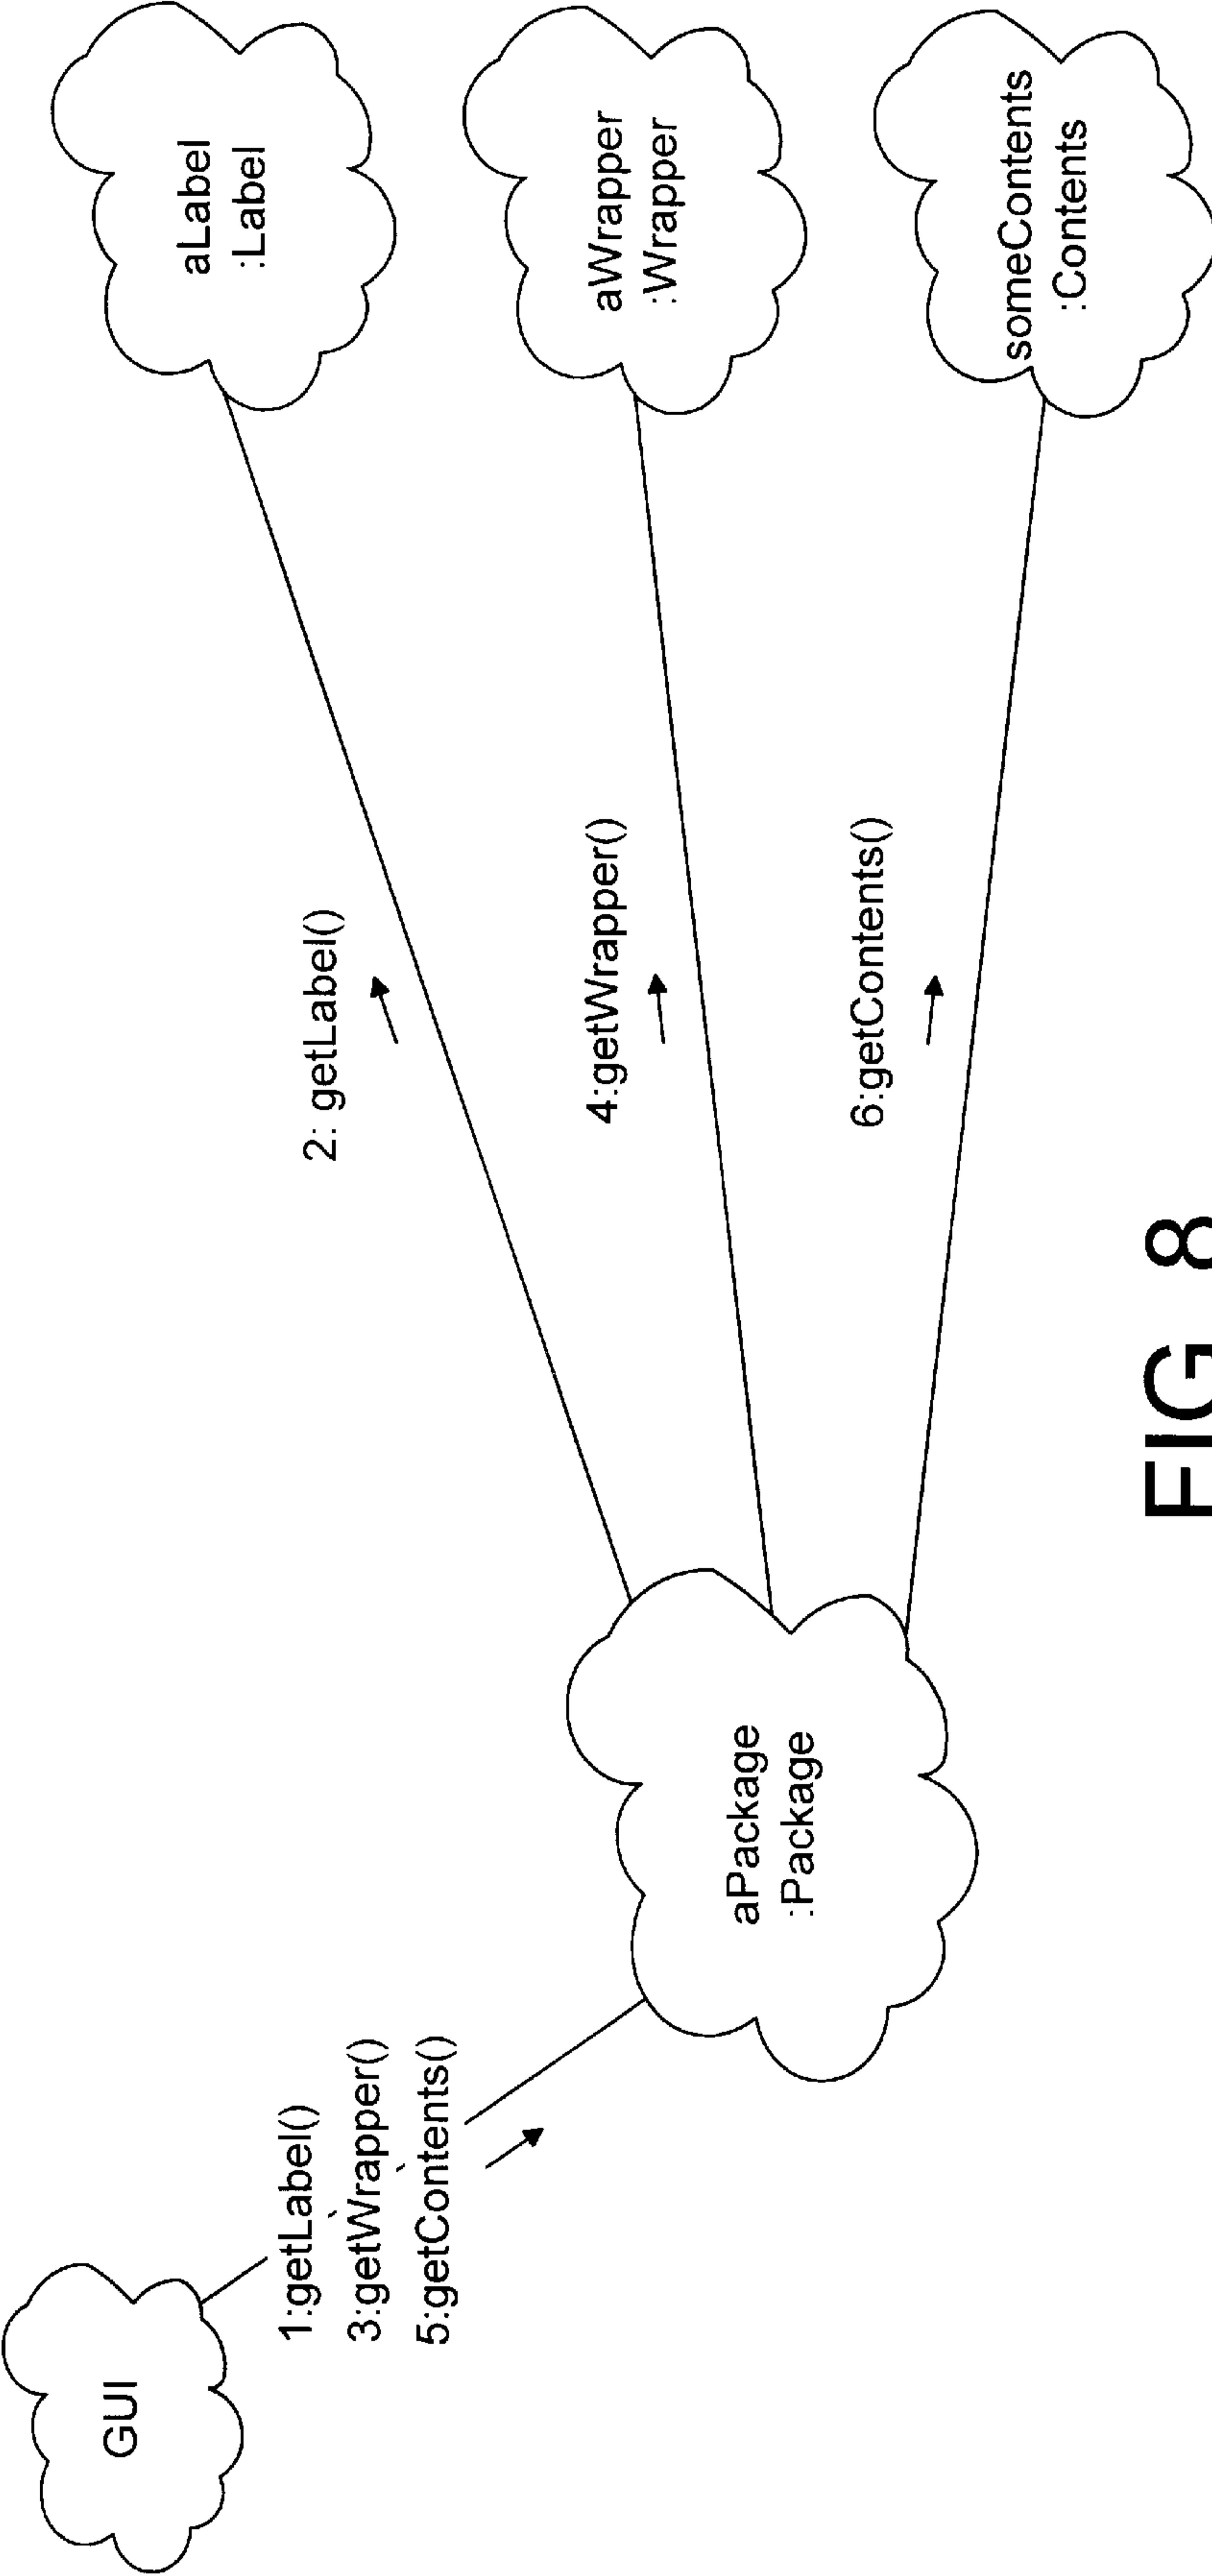 GUI
1:getLabel()
3:getWrapper()
5:getContents()
aPackage
:Package
2: getLabel()
4:getWrapper()
6:getContents()
aLabel
:Label
aWrapper
:Wrapper
someContents
:Contents
FIG 8